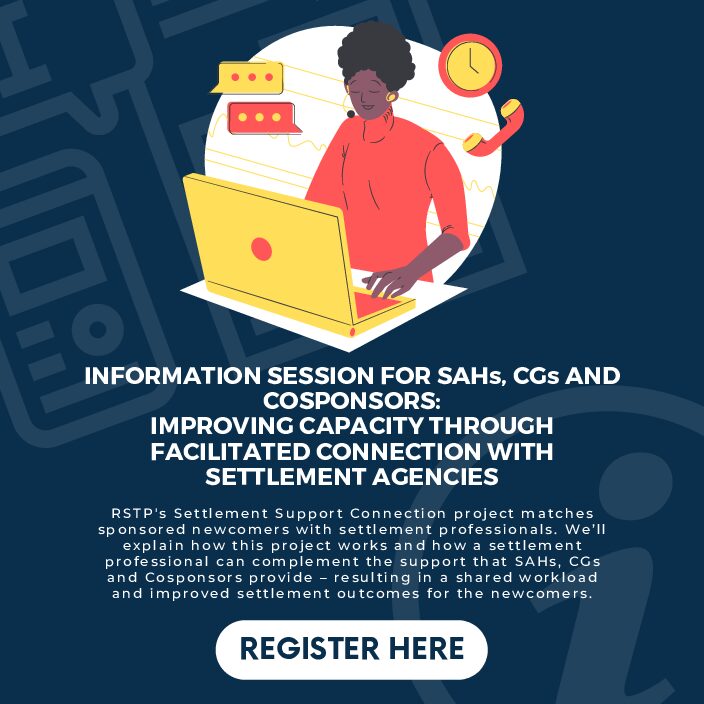 INFORMATION SESSION FOR SAHs, CGs AND
COSPONSORS:
IMPROVING CAPACITY THROUGH
FACILITATED CONNECTION WITH
SETTLEMENT AGENCIES
RSTP's Settlement Support Connection project matches
sponsored newcomers with settlement professionals. We'll
explain how this project works and how a settlement
professional can complement the support that SAHs, CGs
and Cosponsors provide – resulting in a shared workload
and improved settlement outcomes for the newcomers.
REGISTER HERE